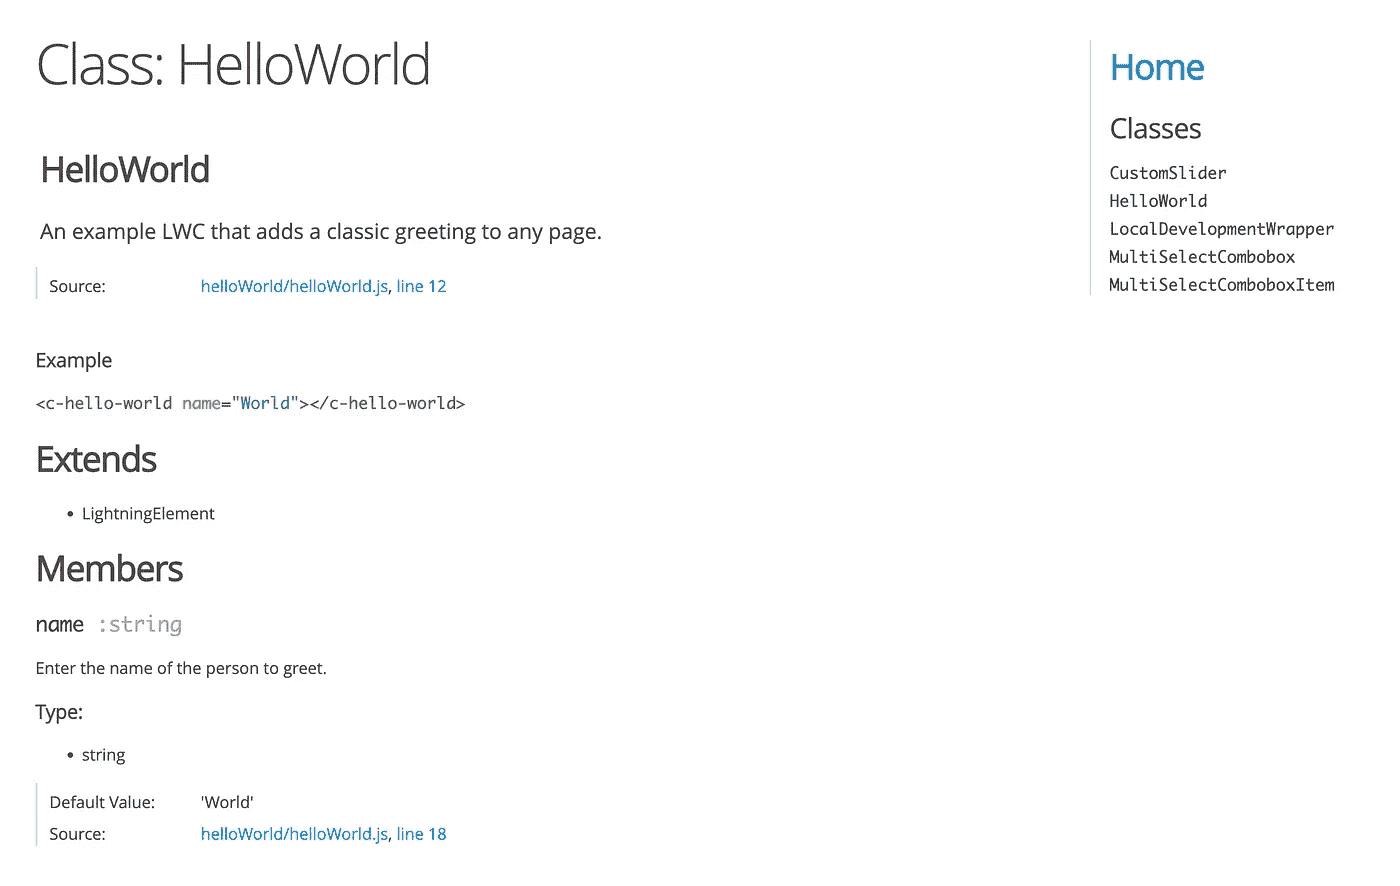 Class: HelloWorld
HelloWorld
An example LWC that adds a classic greeting to any page.
Source: helloWorld/helloWorld.js, line 12
Example
<c-hello-world name="World"></c-hello-world>
Extends
• LightningElement
Members
name :string
Enter the name of the person to greet.
Type:
• string
Default Value: 'World'
Source: helloWorld/helloWorld.js, line 18
Home
Classes
CustomSlider
HelloWorld
LocalDevelopmentWrapper
MultiSelectCombobox
MultiSelectComboboxItem